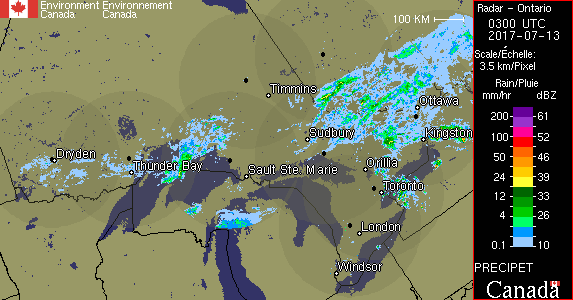 Environment Environnement
Canada Canada
100 KM
Timmins
Ottawa
Sudbury
Kingston
Dryden
Thunder Bay
Sault Ste. Marie
Orillia
Toronto
London
Windsor
Radar - Ontario
0300 UTC
2017-07-13
Scale/Échelle:
3.5 km/Pixel
Rain/Pluie
mm/hr dBZ
200 61
100 52
50 46
24 39
12 33
4 26
0.1 10
PRECIPET
Canada